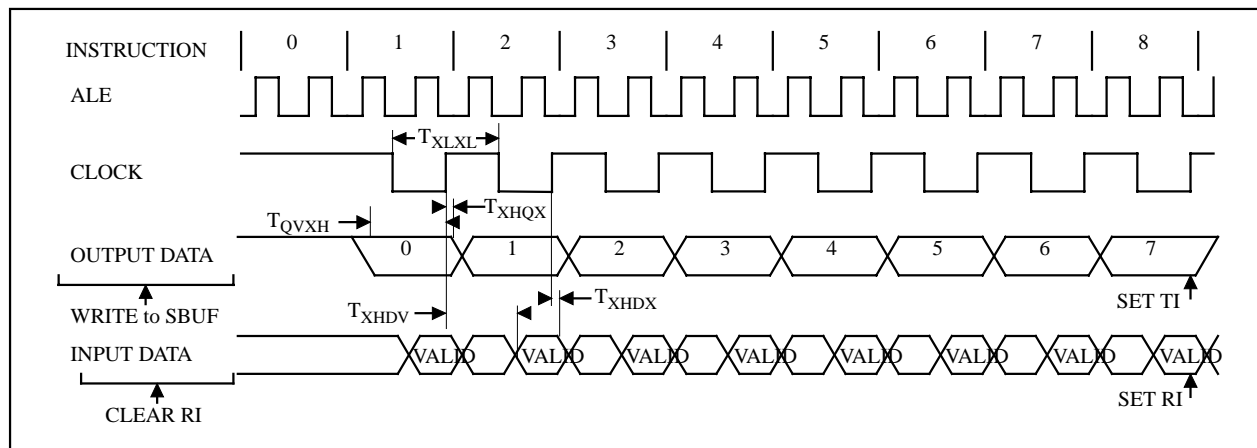 INSTRUCTION 0 1 2 3 4 5 6 7 8
ALE
TXLXL
CLOCK
TXHQX
TQVXH
OUTPUT DATA 0 1 2 3 4 5 6 7
TXHDX
SET TI
TXHDV
WRITE to SBUF
INPUT DATA VALID VALID VALID VALID VALID VALID VALID VALID
SET RI
CLEAR RI